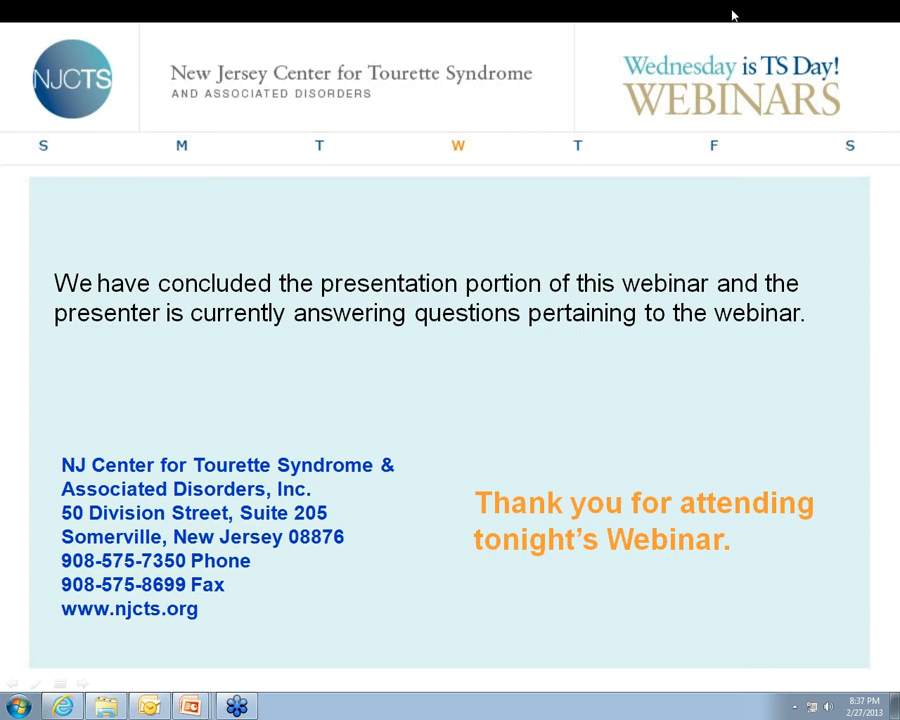 NJCTS
New Jersey Center for Tourette Syndrome
AND ASSOCIATED DISORDERS
Wednesday is TS Day!
WEBINARS
S M T W T F S
We have concluded the presentation portion of this webinar and the
presenter is currently answering questions pertaining to the webinar.
NJ Center for Tourette Syndrome &
Associated Disorders, Inc.
50 Division Street, Suite 205
Somerville, New Jersey 08876
908-575-7350 Phone
908-575-8699 Fax
www.njcts.org
Thank you for attending
tonight's Webinar.
8:37 PM
2/27/2013